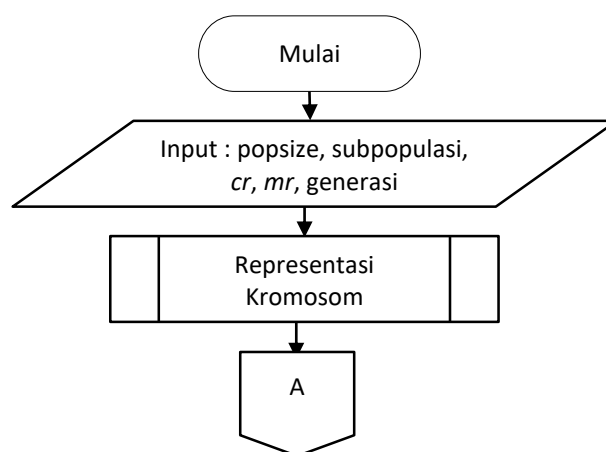 Mulai
Input : popsize, subpopulasi,
cr, mr, generasi
Representasi
Kromosom
A